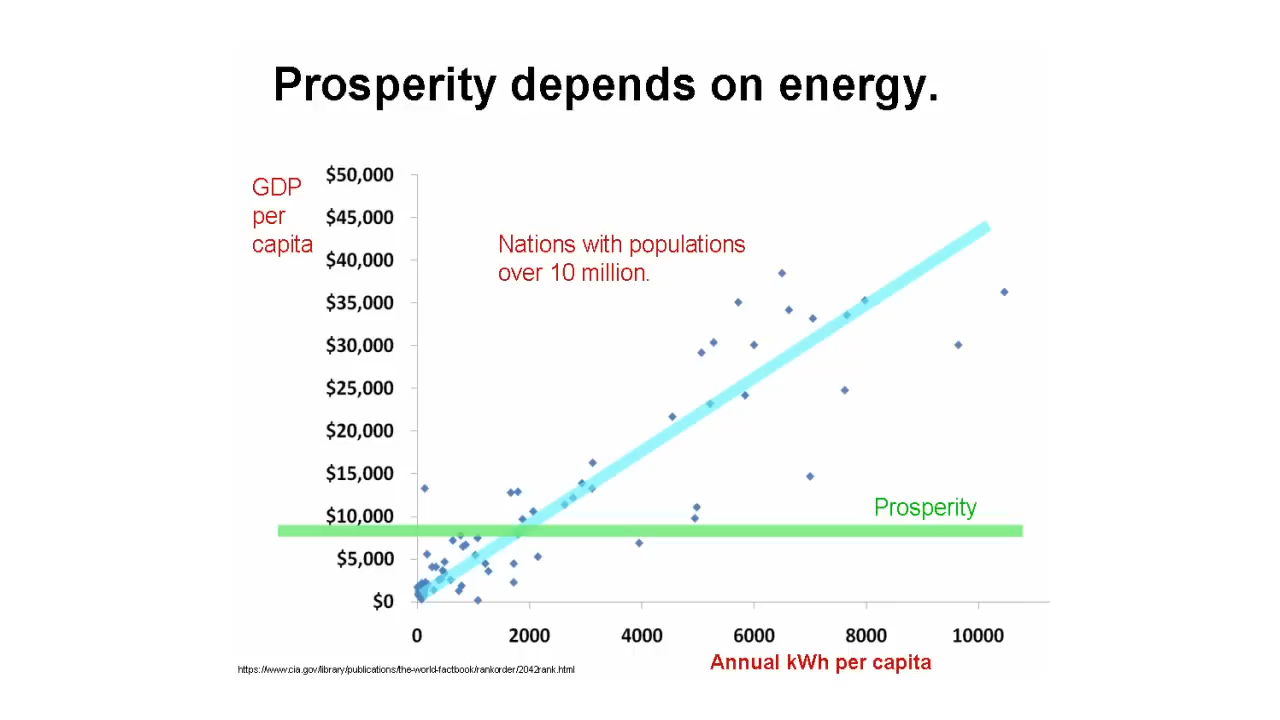 Prosperity depends on energy.
GDP
per
capita
$50,000
$45,000
$40,000
$35,000
$30,000
$25,000
$20,000
$15,000
$10,000
$5,000
$0
Nations with populations
over 10 million.
Prosperity
0 2000 4000 6000 8000 10000
Annual kWh per capita
https://www.cia.gov/library/publications/the-world-factbook/rankorder/2042rank.html